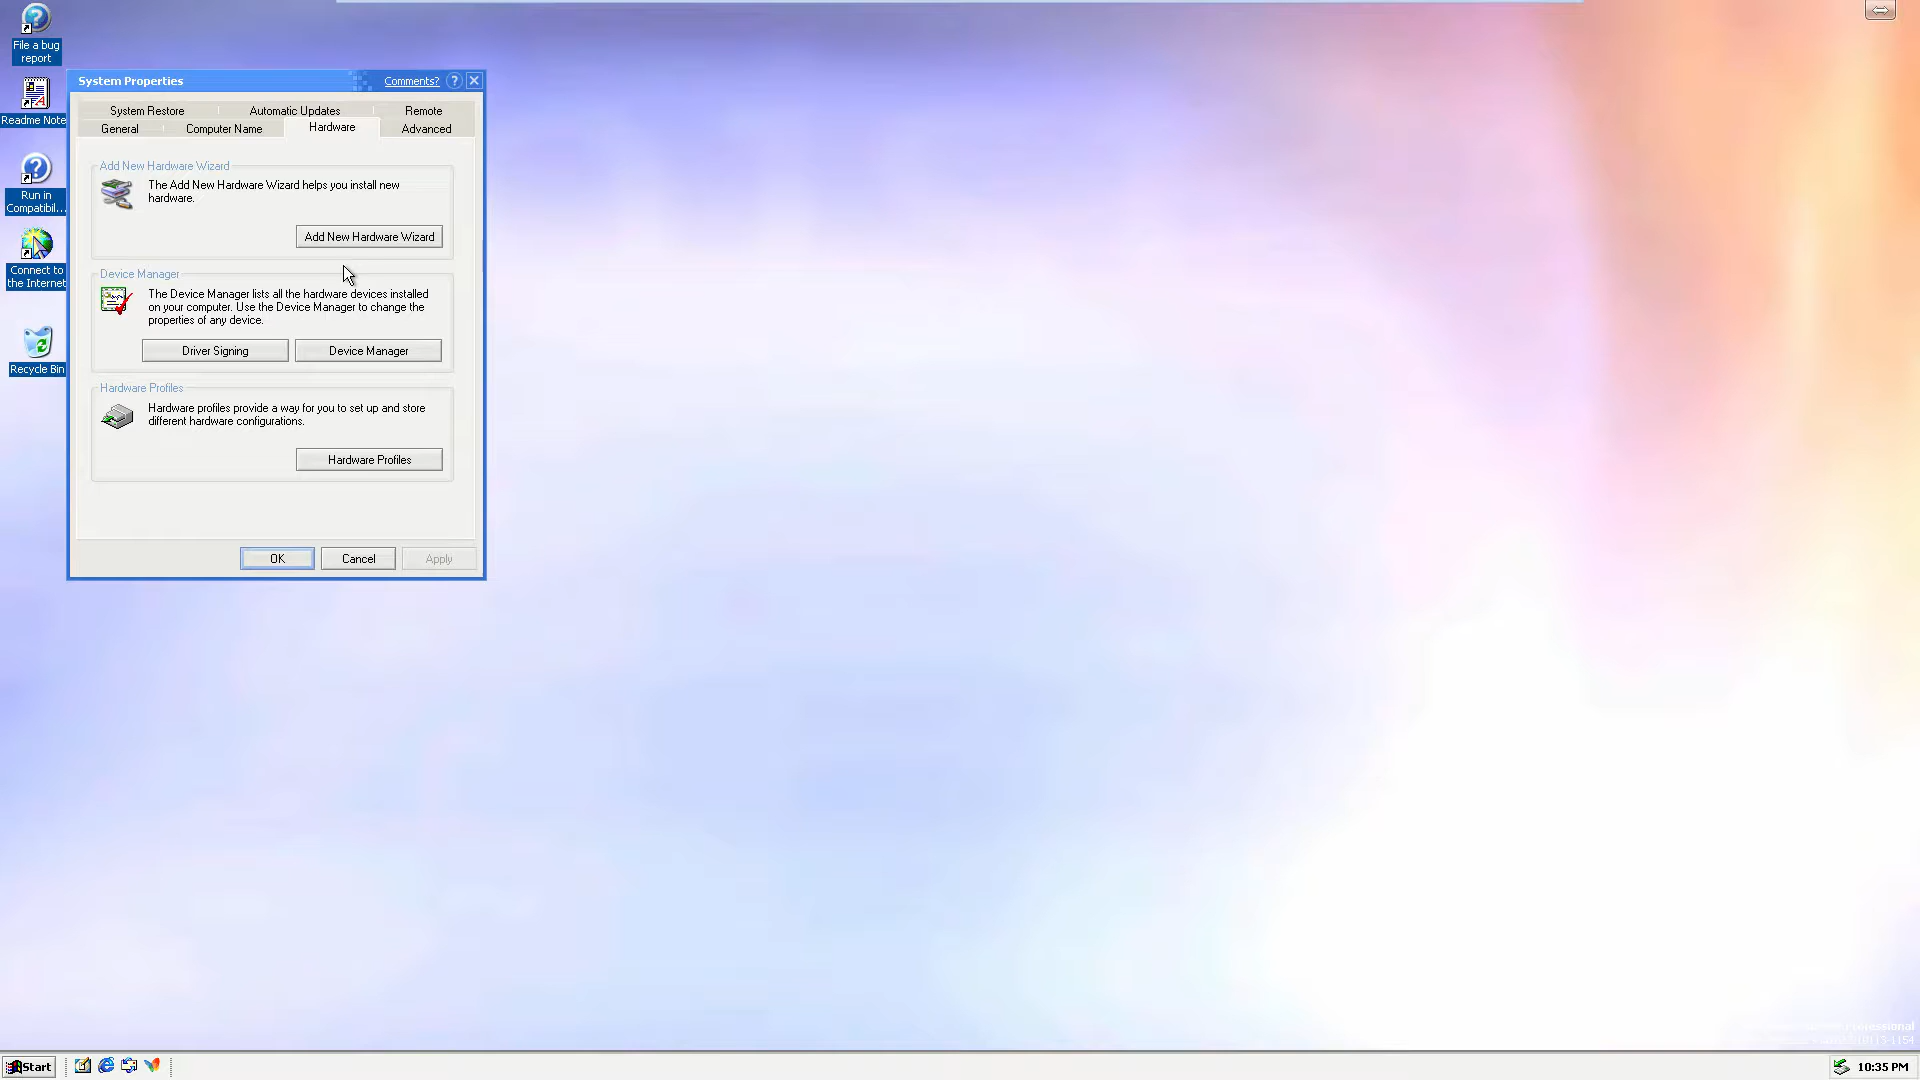 File a bug
report
Readme Note
Run in
Compatibil...
Connect to
the Internet
Recycle Bin
System Properties
Comments?
System Restore
Automatic Updates
Remote
General
Computer Name
Hardware
Advanced
Add New Hardware Wizard
The Add New Hardware Wizard helps you install new
hardware.
Add New Hardware Wizard
Device Manager
The Device Manager lists all the hardware devices installed
on your computer. Use the Device Manager to change the
properties of any device.
Driver Signing
Device Manager
Hardware Profiles
Hardware profiles provide a way for you to set up and store
different hardware configurations.
Hardware Profiles
OK
Cancel
Apply
Professional
Start
10:35 PM